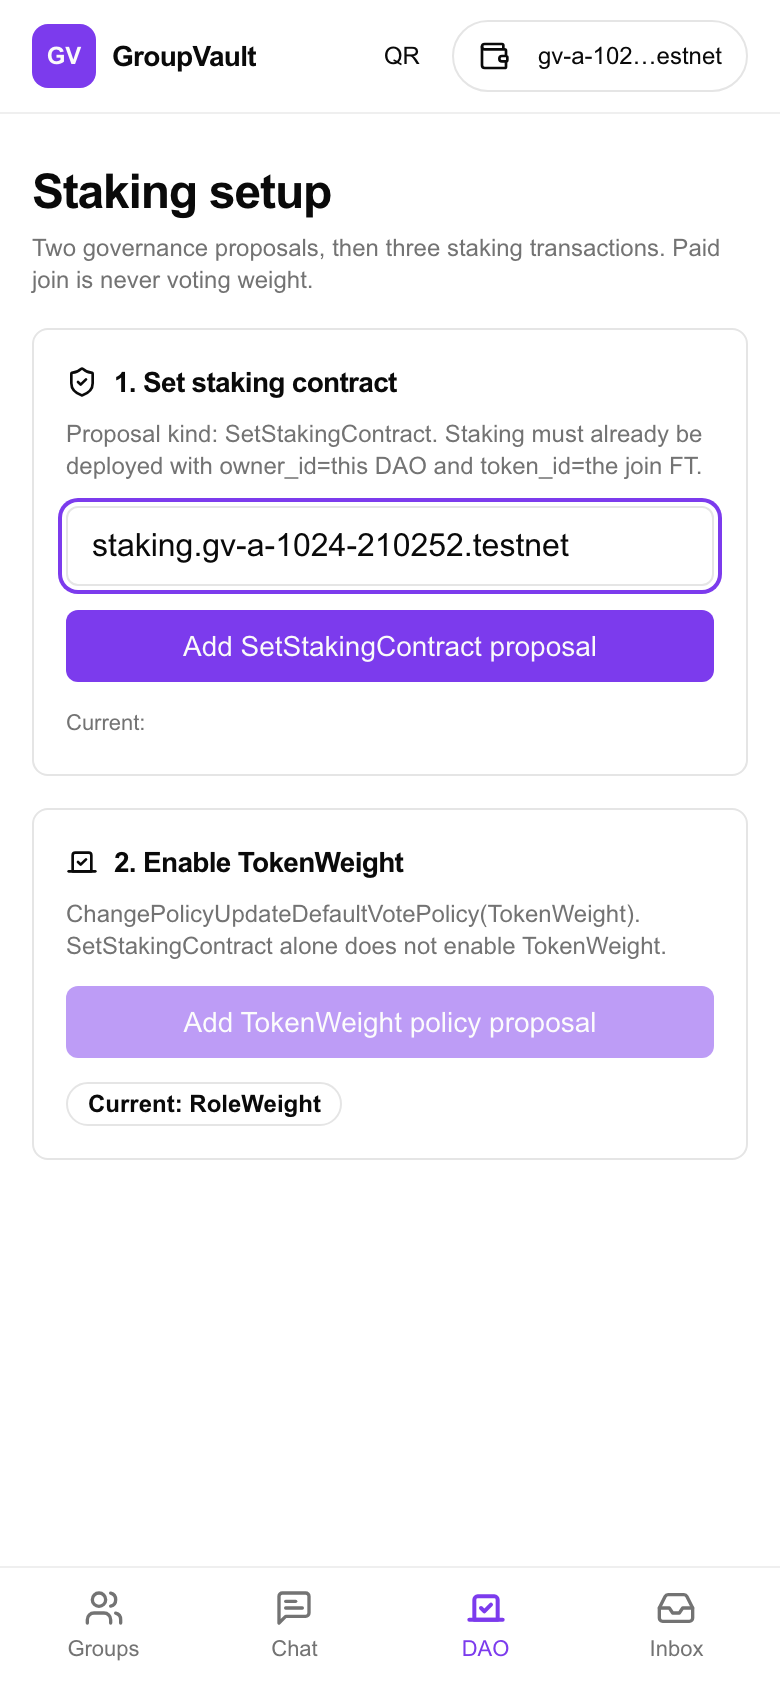 GV
GroupVault
QR
gv-a-102…estnet
Staking setup
Two governance proposals, then three staking transactions. Paid
join is never voting weight.
1. Set staking contract
Proposal kind: SetStakingContract. Staking must already be
deployed with owner_id=this DAO and token_id=the join FT.
staking.gv-a-1024-210252.testnet
Add SetStakingContract proposal
Current:
2. Enable TokenWeight
ChangePolicyUpdateDefaultVotePolicy(TokenWeight).
SetStakingContract alone does not enable TokenWeight.
Add TokenWeight policy proposal
Current: RoleWeight
Groups
Chat
DAO
Inbox